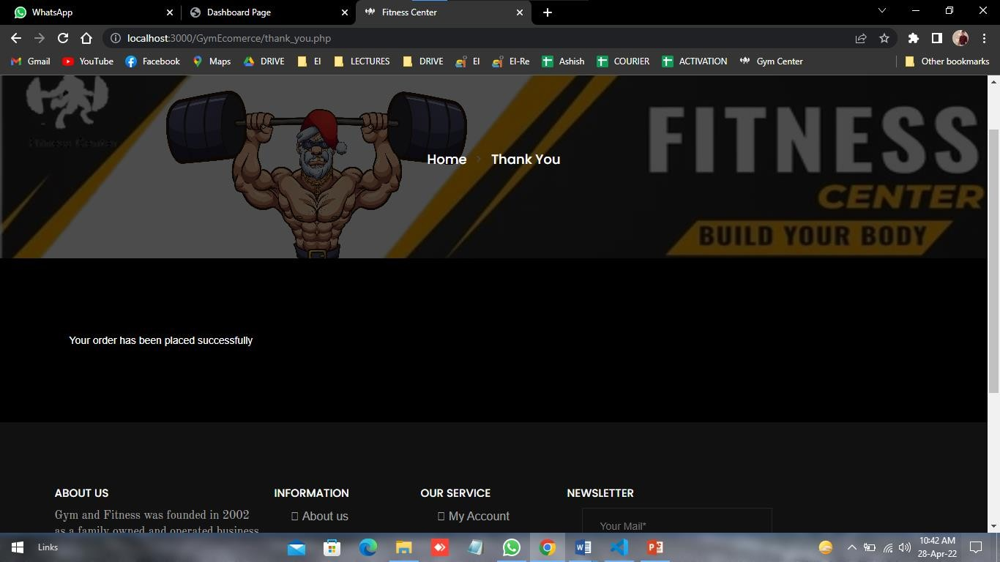 WhatsApp
Dashboard Page
Fitness Center
localhost:3000/GymEcomerce/thank_you.php
Gmail
YouTube
Facebook
Maps
DRIVE
EI
LECTURES
DRIVE
EI
EI-Re
Ashish
COURIER
ACTIVATION
Gym Center
Other bookmarks
Fitness Center
FITNESS
CENTER
BUILD YOUR BODY
Home > Thank You
Your order has been placed successfully
ABOUT US
Gym and Fitness was founded in 2002
as a family owned and operated business
INFORMATION
About us
OUR SERVICE
My Account
NEWSLETTER
Your Mail*
Links
10:42 AM
28-Apr-22